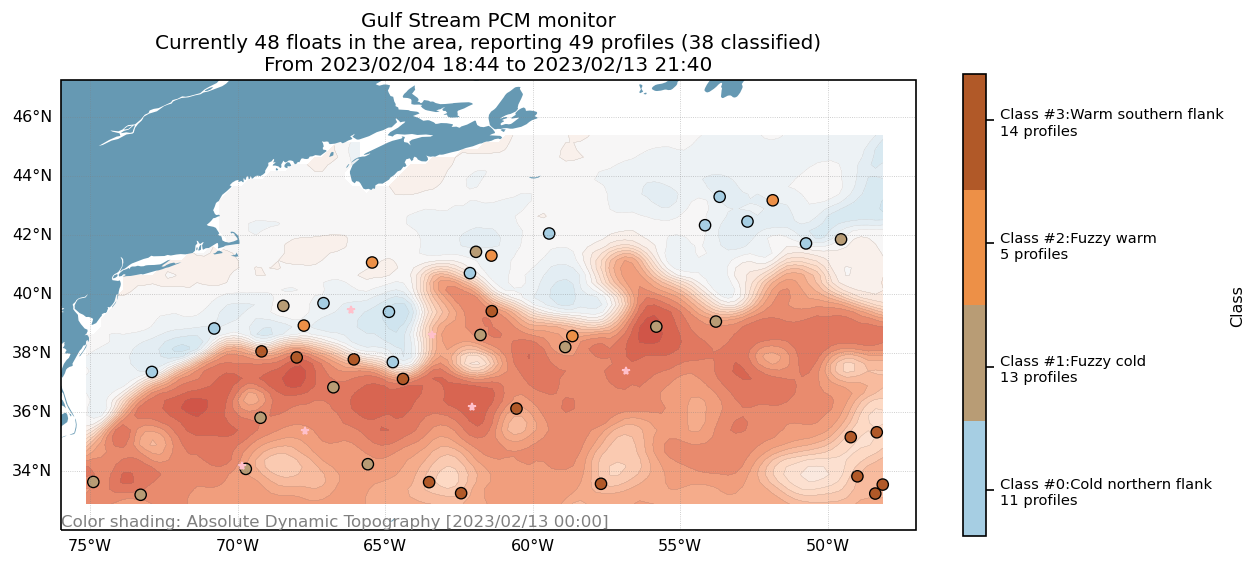 Gulf Stream PCM monitor
Currently 48 floats in the area, reporting 49 profiles (38 classified)
From 2023/02/04 18:44 to 2023/02/13 21:40
46°N
44°N
42°N
40°N
38°N
36°N
34°N
Color shading: Absolute Dynamic Topography [2023/02/13 00:00]
75°W
70°W
65°W
60°W
55°W
50°W
Class #3:Warm southern flank
14 profiles
Class #2:Fuzzy warm
5 profiles
Class #1:Fuzzy cold
13 profiles
Class #0:Cold northern flank
11 profiles
Class